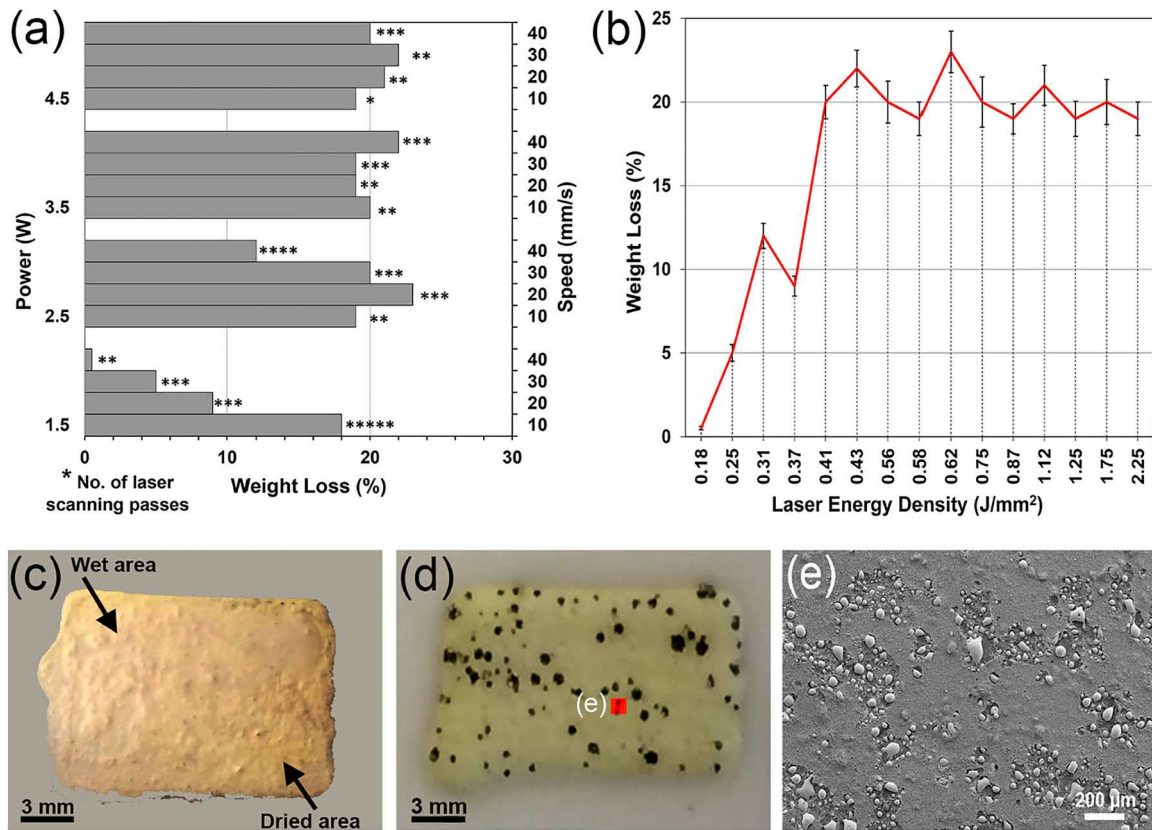 (a)
Power (W)
4.5
3.5
2.5
1.5
***
**
**
*
***
***
**
**
****
***
***
**
**
***
***
*****
40
30
20
10
40
30
20
10
40
30
20
10
40
30
20
10
Speed (mm/s)
0 10 20 30
Weight Loss (%)
* No. of laser
scanning passes
(b)
Weight Loss (%)
25
20
15
10
5
0
0.18 0.25 0.31 0.37 0.41 0.43 0.56 0.58 0.62 0.75 0.87 1.12 1.25 1.75 2.25
Laser Energy Density (J/mm²)
(c)
Wet area
Dried area
3 mm
(d)
(e)
3 mm
(e)
200 µm